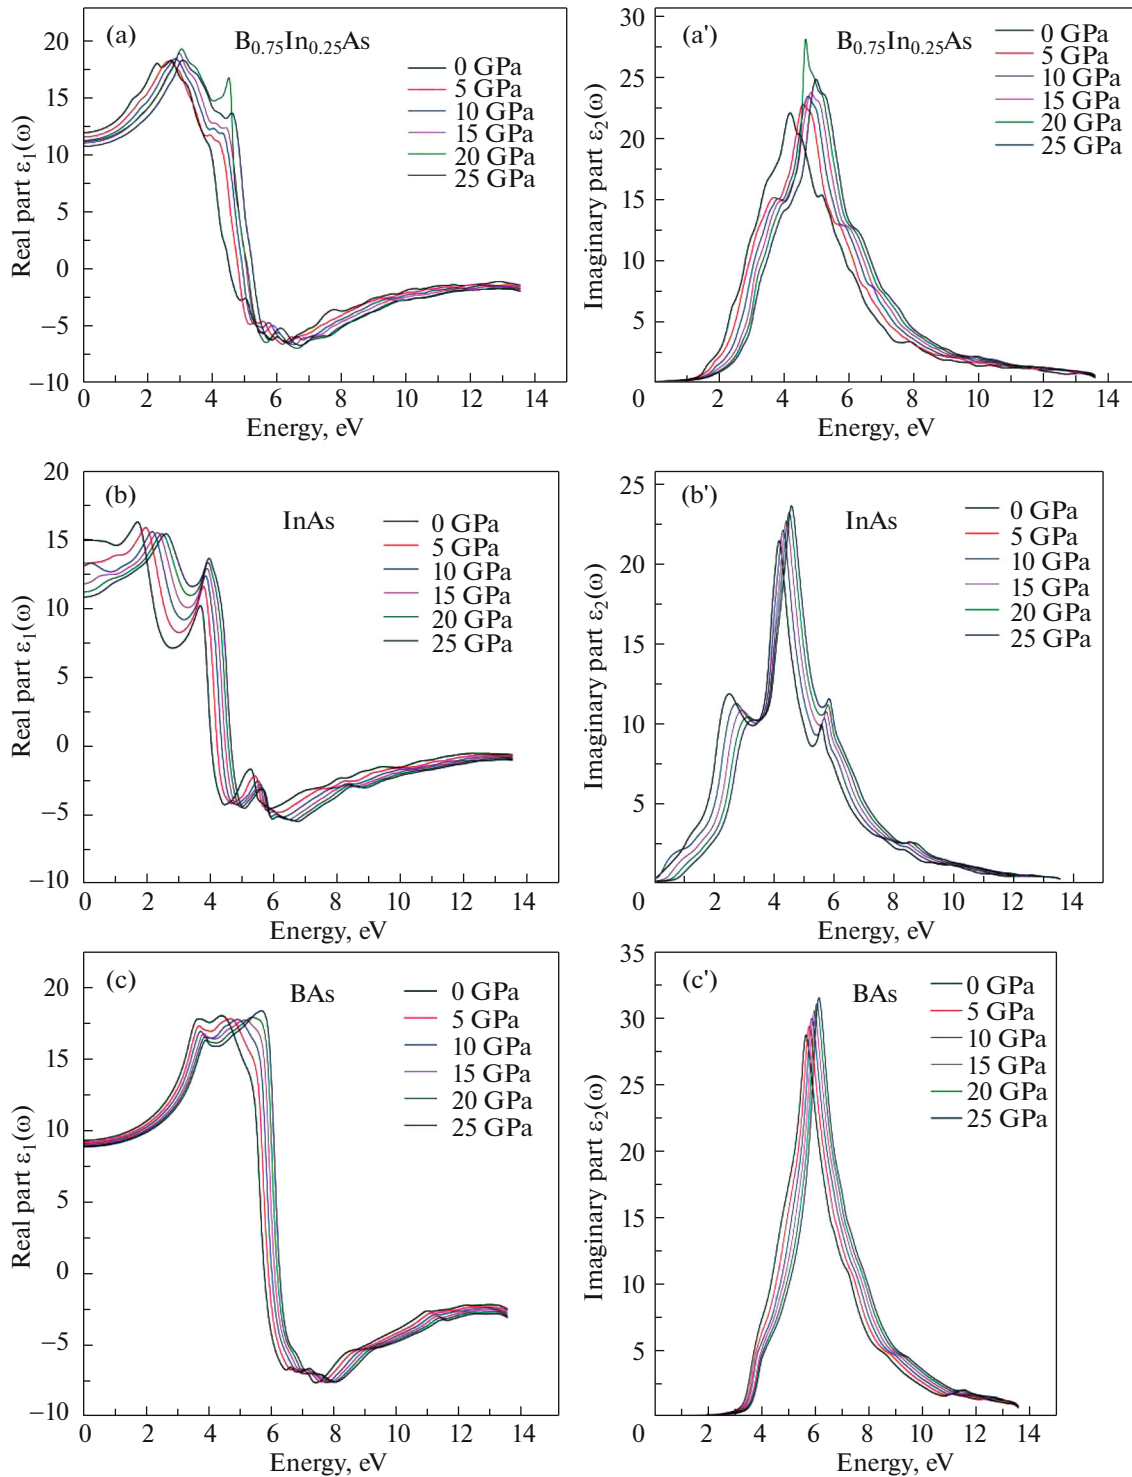 (a)
B0.75In0.25As
0 GPa
5 GPa
10 GPa
15 GPa
20 GPa
25 GPa
Real part ε1(ω)
20
15
10
5
0
−5
−10
0 2 4 6 8 10 12 14
Energy, eV
(a')
B0.75In0.25As
0 GPa
5 GPa
10 GPa
15 GPa
20 GPa
25 GPa
Imaginary part ε2(ω)
30
25
20
15
10
5
0 2 4 6 8 10 12 14
Energy, eV
(b)
InAs
0 GPa
5 GPa
10 GPa
15 GPa
20 GPa
25 GPa
Real part ε1(ω)
20
15
10
5
0
−5
−10
0 2 4 6 8 10 12 14
Energy, eV
(b')
InAs
0 GPa
5 GPa
10 GPa
15 GPa
20 GPa
25 GPa
Imaginary part ε2(ω)
25
20
15
10
5
0 2 4 6 8 10 12 14
Energy, eV
(c)
BAs
0 GPa
5 GPa
10 GPa
15 GPa
20 GPa
25 GPa
Real part ε1(ω)
20
15
10
5
0
−5
−10
0 2 4 6 8 10 12 14
Energy, eV
(c')
BAs
0 GPa
5 GPa
10 GPa
15 GPa
20 GPa
25 GPa
Imaginary part ε2(ω)
35
30
25
20
15
10
5
0 2 4 6 8 10 12 14
Energy, eV